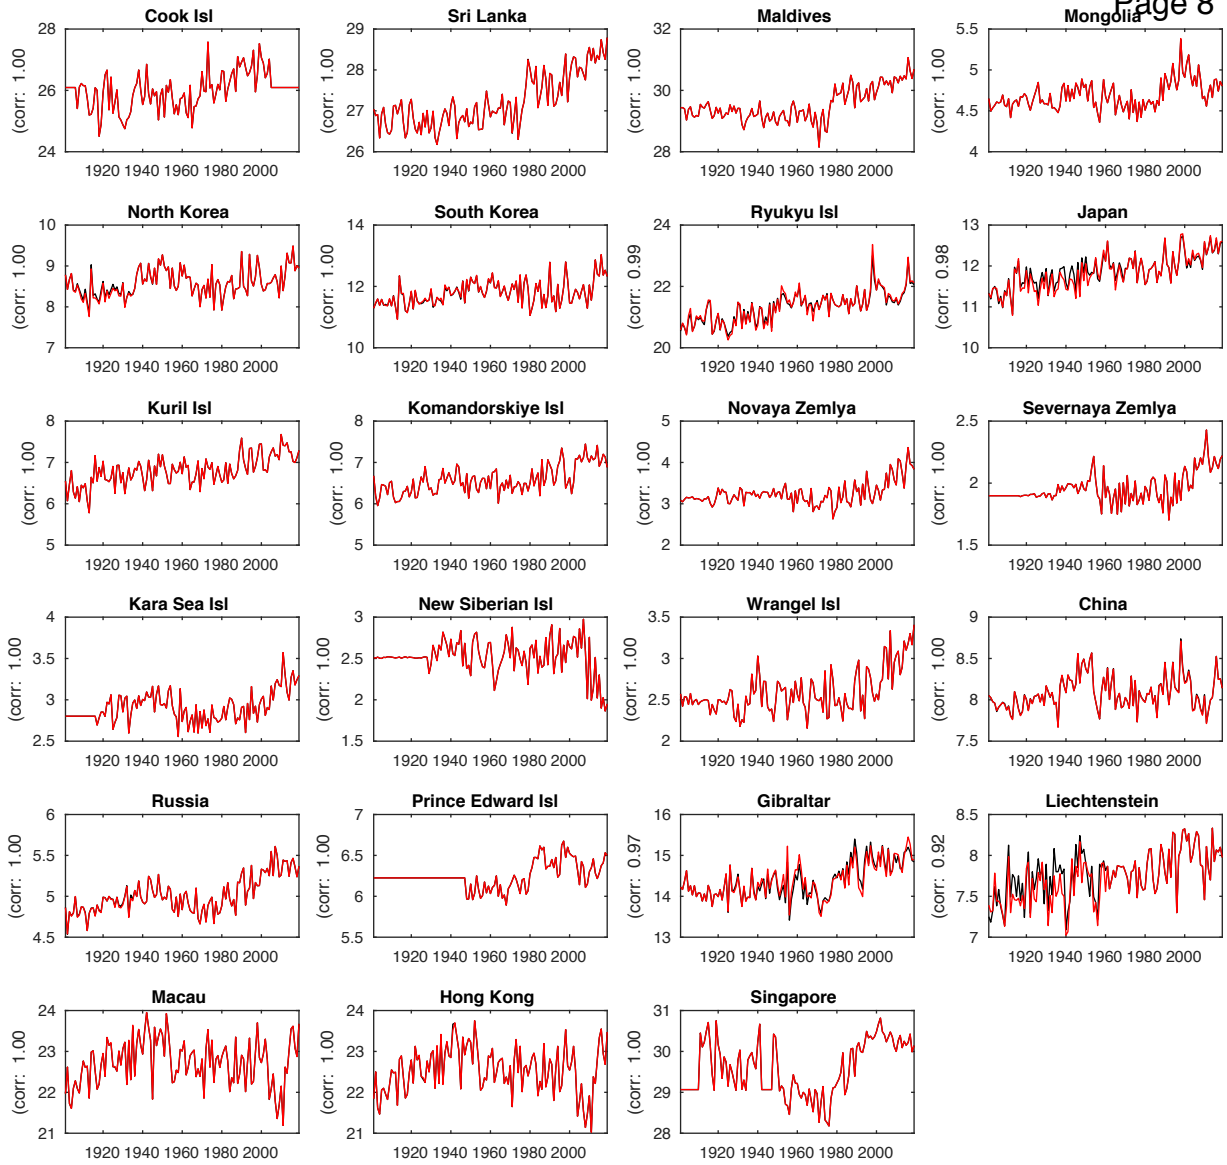 Page 8
Cook Isl Sri Lanka Maldives Mongolia
28 29 32 5.5
(corr: 1.00 (corr: 1.00 (corr: 1.00 (corr: 1.00
28 5
26 27 30 4.5
24 26 28 4
1920 1940 1960 1980 2000 1920 1940 1960 1980 2000 1920 1940 1960 1980 2000 1920 1940 1960 1980 2000
North Korea South Korea Ryukyu Isl Japan
10 14 24 13
(corr: 1.00 (corr: 1.00 (corr: 0.99 (corr: 0.98
9 12
8 12 22 11
7 10 20 10
1920 1940 1960 1980 2000 1920 1940 1960 1980 2000 1920 1940 1960 1980 2000 1920 1940 1960 1980 2000
Kuril Isl Komandorskiye Isl Novaya Zemlya Severnaya Zemlya
8 8 5 2.5
(corr: 1.00 (corr: 1.00 (corr: 1.00 (corr: 1.00
7 7 4
6 6 3 2
5 5 2 1.5
1920 1940 1960 1980 2000 1920 1940 1960 1980 2000 1920 1940 1960 1980 2000 1920 1940 1960 1980 2000
Kara Sea Isl New Siberian Isl Wrangel Isl China
4 3 3.5 9
(corr: 1.00 (corr: 1.00 (corr: 1.00 (corr: 1.00
3.5 2.5 3 8.5
3 2 2.5 8
2.5 1.5 2 7.5
1920 1940 1960 1980 2000 1920 1940 1960 1980 2000 1920 1940 1960 1980 2000 1920 1940 1960 1980 2000
Russia Prince Edward Isl Gibraltar Liechtenstein
6 7 16 8.5
(corr: 1.00 (corr: 1.00 (corr: 0.97 (corr: 0.92
5.5 6.5 15 8
5 6 14 7.5
4.5 5.5 13 7
1920 1940 1960 1980 2000 1920 1940 1960 1980 2000 1920 1940 1960 1980 2000 1920 1940 1960 1980 2000
Macau Hong Kong Singapore
24 24 31
(corr: 1.00 (corr: 1.00 (corr: 1.00
23 23 30
22 22 29
21 21 28
1920 1940 1960 1980 2000 1920 1940 1960 1980 2000 1920 1940 1960 1980 2000